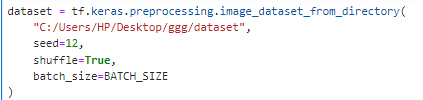 dataset = tf.keras.preprocessing.image_dataset_from_directory(
    "C:/Users/HP/Desktop/ggg/dataset",
    seed=12,
    shuffle=True,
    batch_size=BATCH_SIZE
)